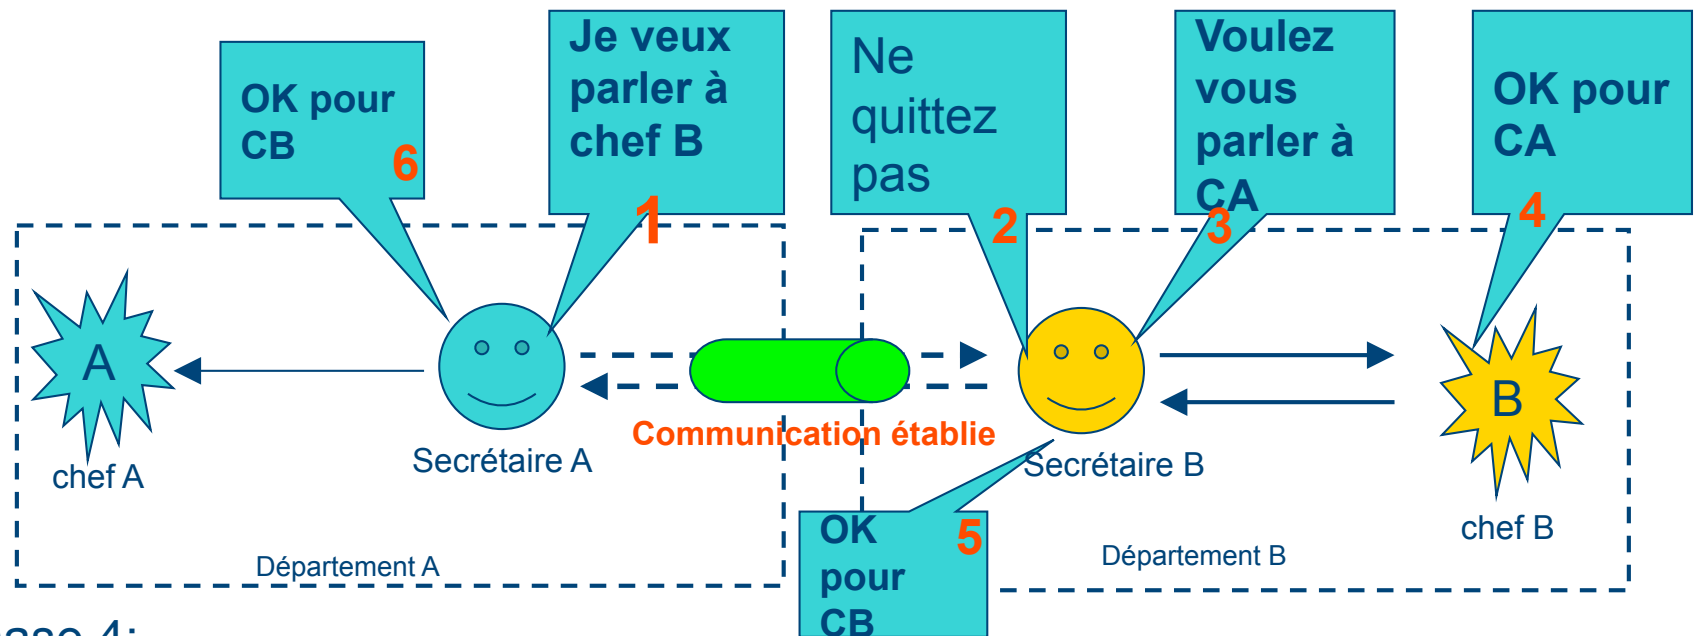 OK pour
CB
6
Je veux
parler à
chef B
1
Ne
quittez
pas
2
Voulez
vous
parler à
CA
3
OK pour
CA
4
A
chef A
Secrétaire A
Communication établie
Secrétaire B
B
chef B
Département A
OK
pour
CB
5
Département B
4: